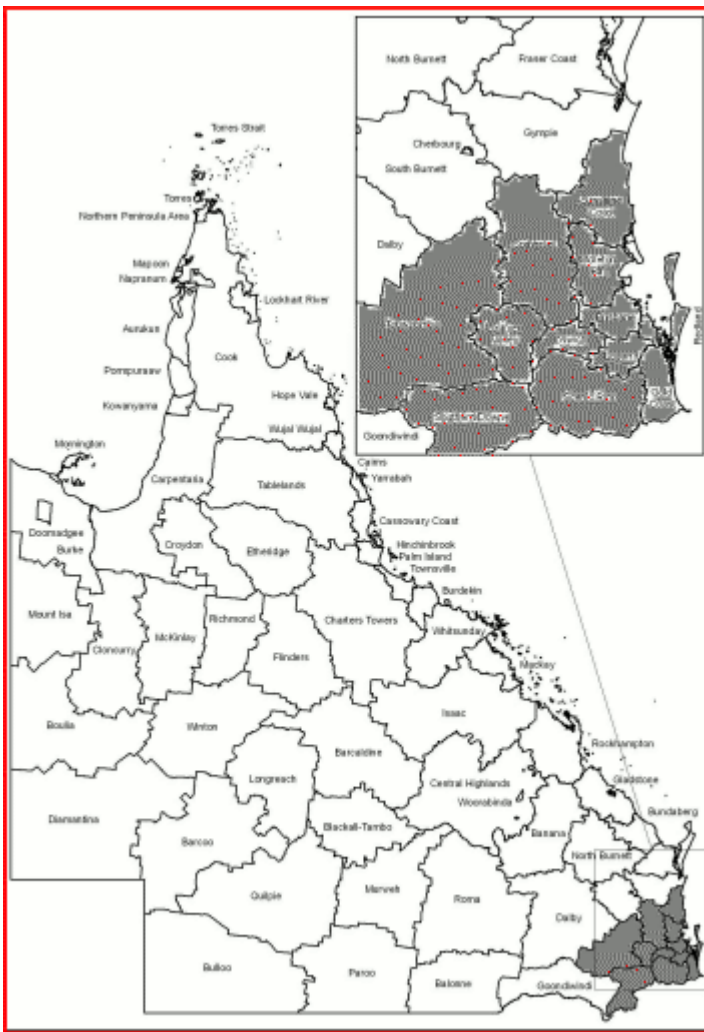 North Burnett
Fraser Coast
Gympie
Cherbourg
South Burnett
Dalby
Redland
Goondiwindi
Torres Strait
Torres
Northern Peninsula Area
Mapoon
Napranum
Lockhart River
Aurukun
Cook
Pompuraaw
Hope Vale
Kowanyama
Wujal Wujal
Mornington
Cairns
Yarrabah
Carpentaria
Tablelands
Cassowary Coast
Doomadgee
Croydon
Etheridge
Hinchinbrook
Burke
Palm Island
Townsville
Burdekin
Mount Isa
Richmond
Charters Towers
McKinlay
Whitsunday
Cloncurry
Flinders
Mackay
Isaac
Boulia
Winton
Barcaldine
Rockhampton
Longreach
Central Highlands
Gladstone
Woorabinda
Diamantina
Bundaberg
Blackall-Tambo
Banana
Barcoo
North Burnett
Quilpie
Murweh
Roma
Dalby
Bulloo
Paroo
Balonne
Goondiwindi